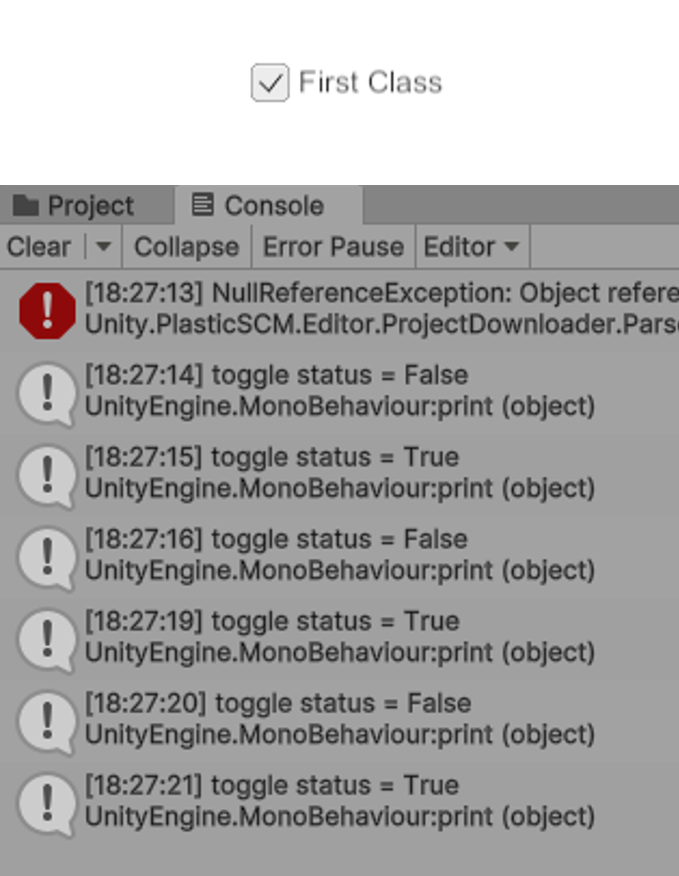 First Class
Project Console
Clear Collapse Error Pause Editor
[18:27:13] NullReferenceException: Object refere
Unity.PlasticSCM.Editor.ProjectDownloader.Pars
[18:27:14] toggle status = False
UnityEngine.MonoBehaviour:print (object)
[18:27:15] toggle status = True
UnityEngine.MonoBehaviour:print (object)
[18:27:16] toggle status = False
UnityEngine.MonoBehaviour:print (object)
[18:27:19] toggle status = True
UnityEngine.MonoBehaviour:print (object)
[18:27:20] toggle status = False
UnityEngine.MonoBehaviour:print (object)
[18:27:21] toggle status = True
UnityEngine.MonoBehaviour:print (object)